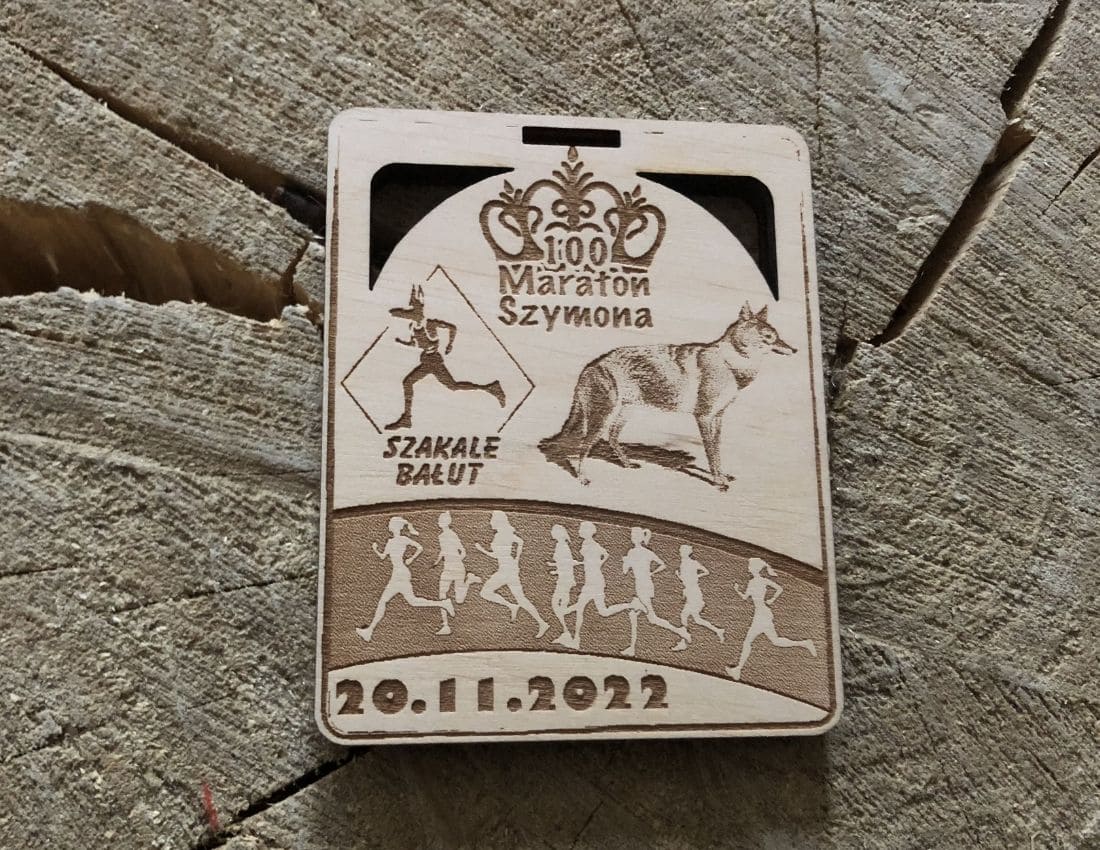 100
Maraton
Szymona
SZAKALE
BAŁUT
20.11.2022